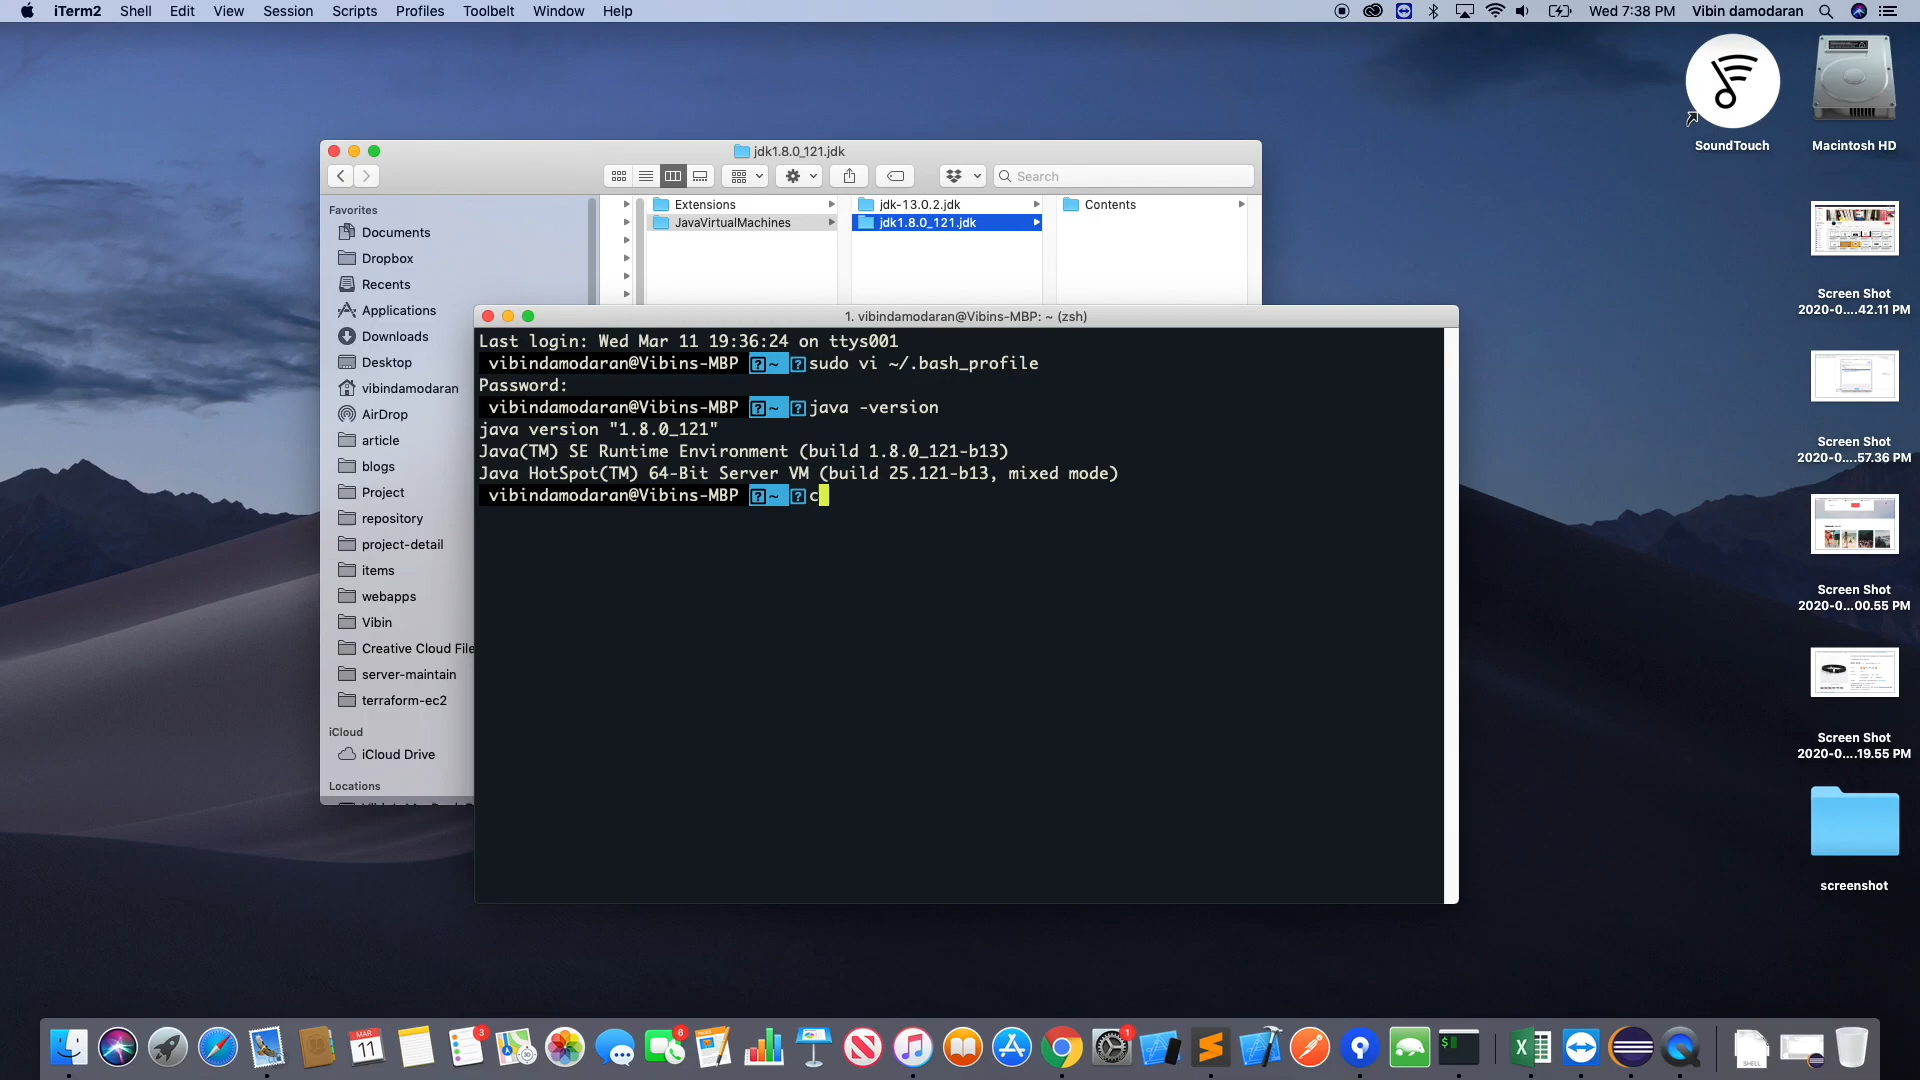 iTerm2 Shell Edit View Session Scripts Profiles Toolbelt Window Help Wed 7:38 PM Vibin damodaran
SoundTouch
Macintosh HD
jdk1.8.0_121.jdk
Search
Favorites
Documents
Dropbox
Recents
Applications
Downloads
Desktop
vibindamodaran
AirDrop
article
blogs
Project
repository
project-detail
items
webapps
Vibin
Creative Cloud File
server-maintain
terraform-ec2
iCloud
iCloud Drive
Locations
Extensions
JavaVirtualMachines
jdk-13.0.2.jdk
jdk1.8.0_121.jdk
Contents
1. vibindamodaran@Vibins-MBP: ~ (zsh)
Last login: Wed Mar 11 19:36:24 on ttys001
vibindamodaran@Vibins-MBP ? ~ ? sudo vi ~/.bash_profile
Password:
vibindamodaran@Vibins-MBP ? ~ ? java -version
java version "1.8.0_121"
Java(TM) SE Runtime Environment (build 1.8.0_121-b13)
Java HotSpot(TM) 64-Bit Server VM (build 25.121-b13, mixed mode)
vibindamodaran@Vibins-MBP ? ~ ? c
Screen Shot
2020-0....42.11 PM
Screen Shot
2020-0....57.36 PM
Screen Shot
2020-0...00.55 PM
Screen Shot
2020-0....19.55 PM
screenshot
MAR
11
3
6
PAGES
1
$
X
SHELL